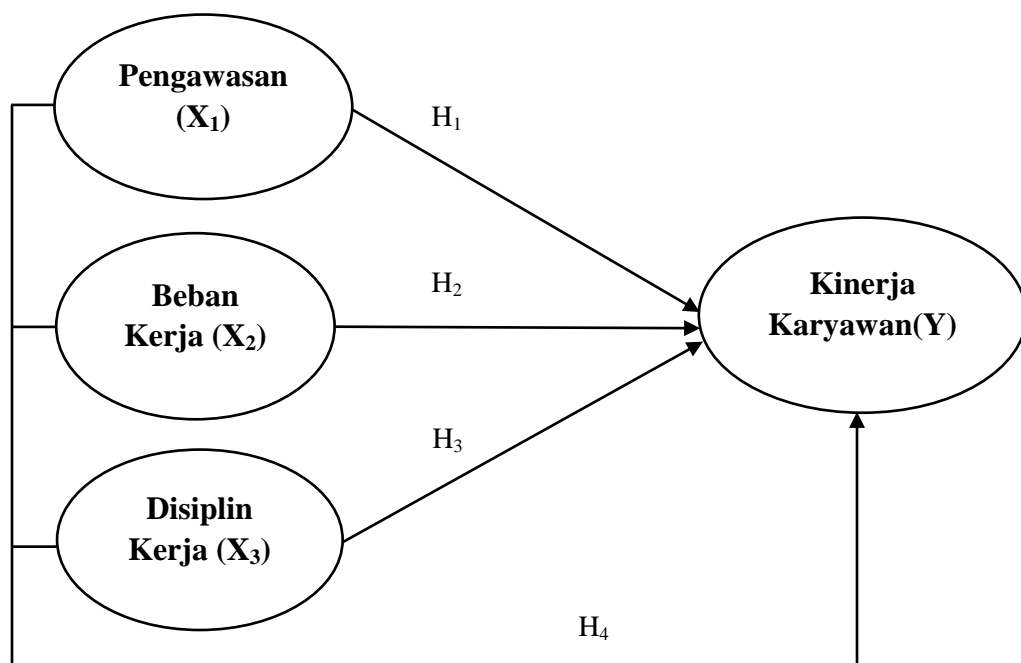 Pengawasan
(X₁)
H₁
Beban
Kerja (X₂)
H₂
Kinerja
Karyawan(Y)
H₃
Disiplin
Kerja (X₃)
H₄